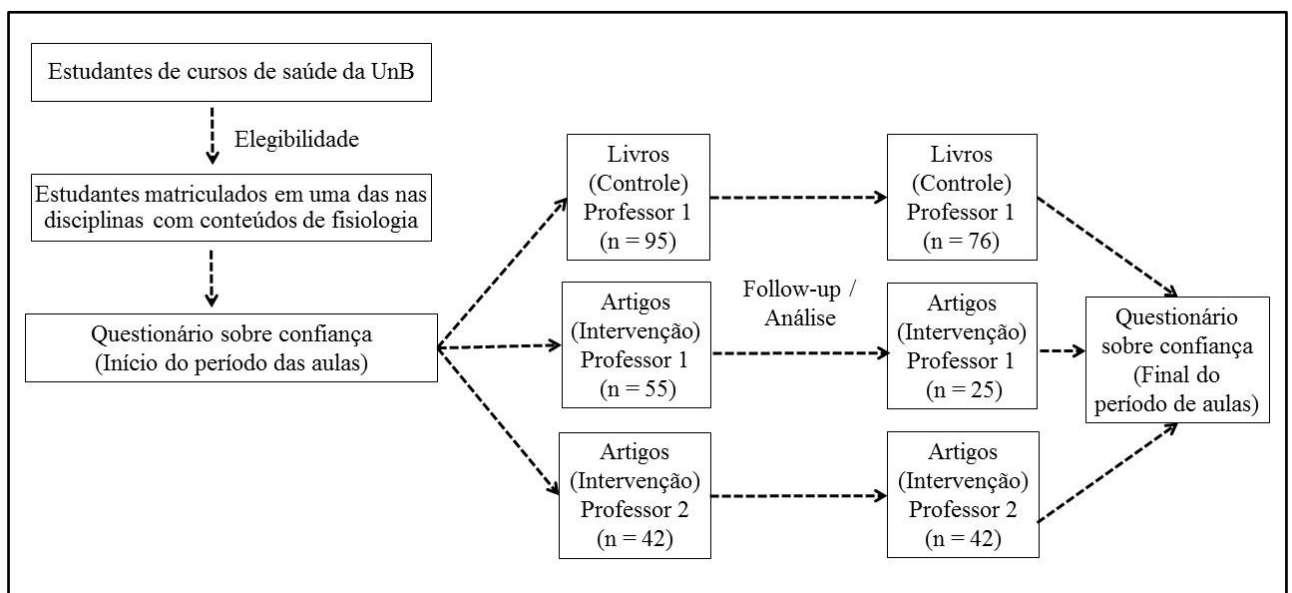 Estudantes de cursos de saúde da UnB
Elegibilidade
Estudantes matriculados em uma das nas
disciplinas com conteúdos de fisiologia
Questionário sobre confiança
(Início do período das aulas)
Livros
(Controle)
Professor 1
(n = 95)
Artigos
(Intervenção)
Professor 1
(n = 55)
Artigos
(Intervenção)
Professor 2
(n = 42)
Follow-up /
Análise
Livros
(Controle)
Professor 1
(n = 76)
Artigos
(Intervenção)
Professor 1
(n = 25)
Artigos
(Intervenção)
Professor 2
(n = 42)
Questionário
sobre confiança
(Final do
período de aulas)